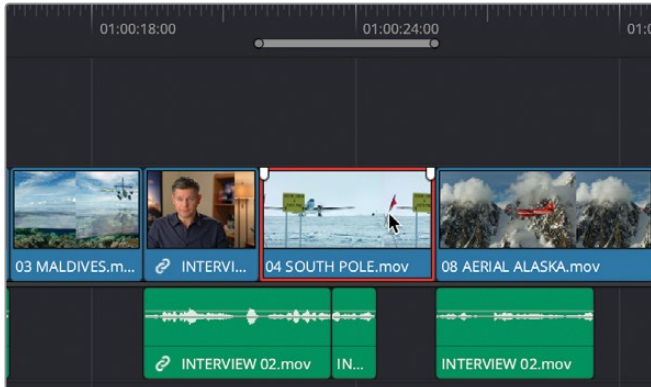 01:00:18:00
01:00:24:00
01:0
03 MALDIVES.m...
INTERVI...
04 SOUTH POLE.mov
08 AERIAL ALASKA.mov
INTERVIEW 02.mov
IN...
INTERVIEW 02.mov